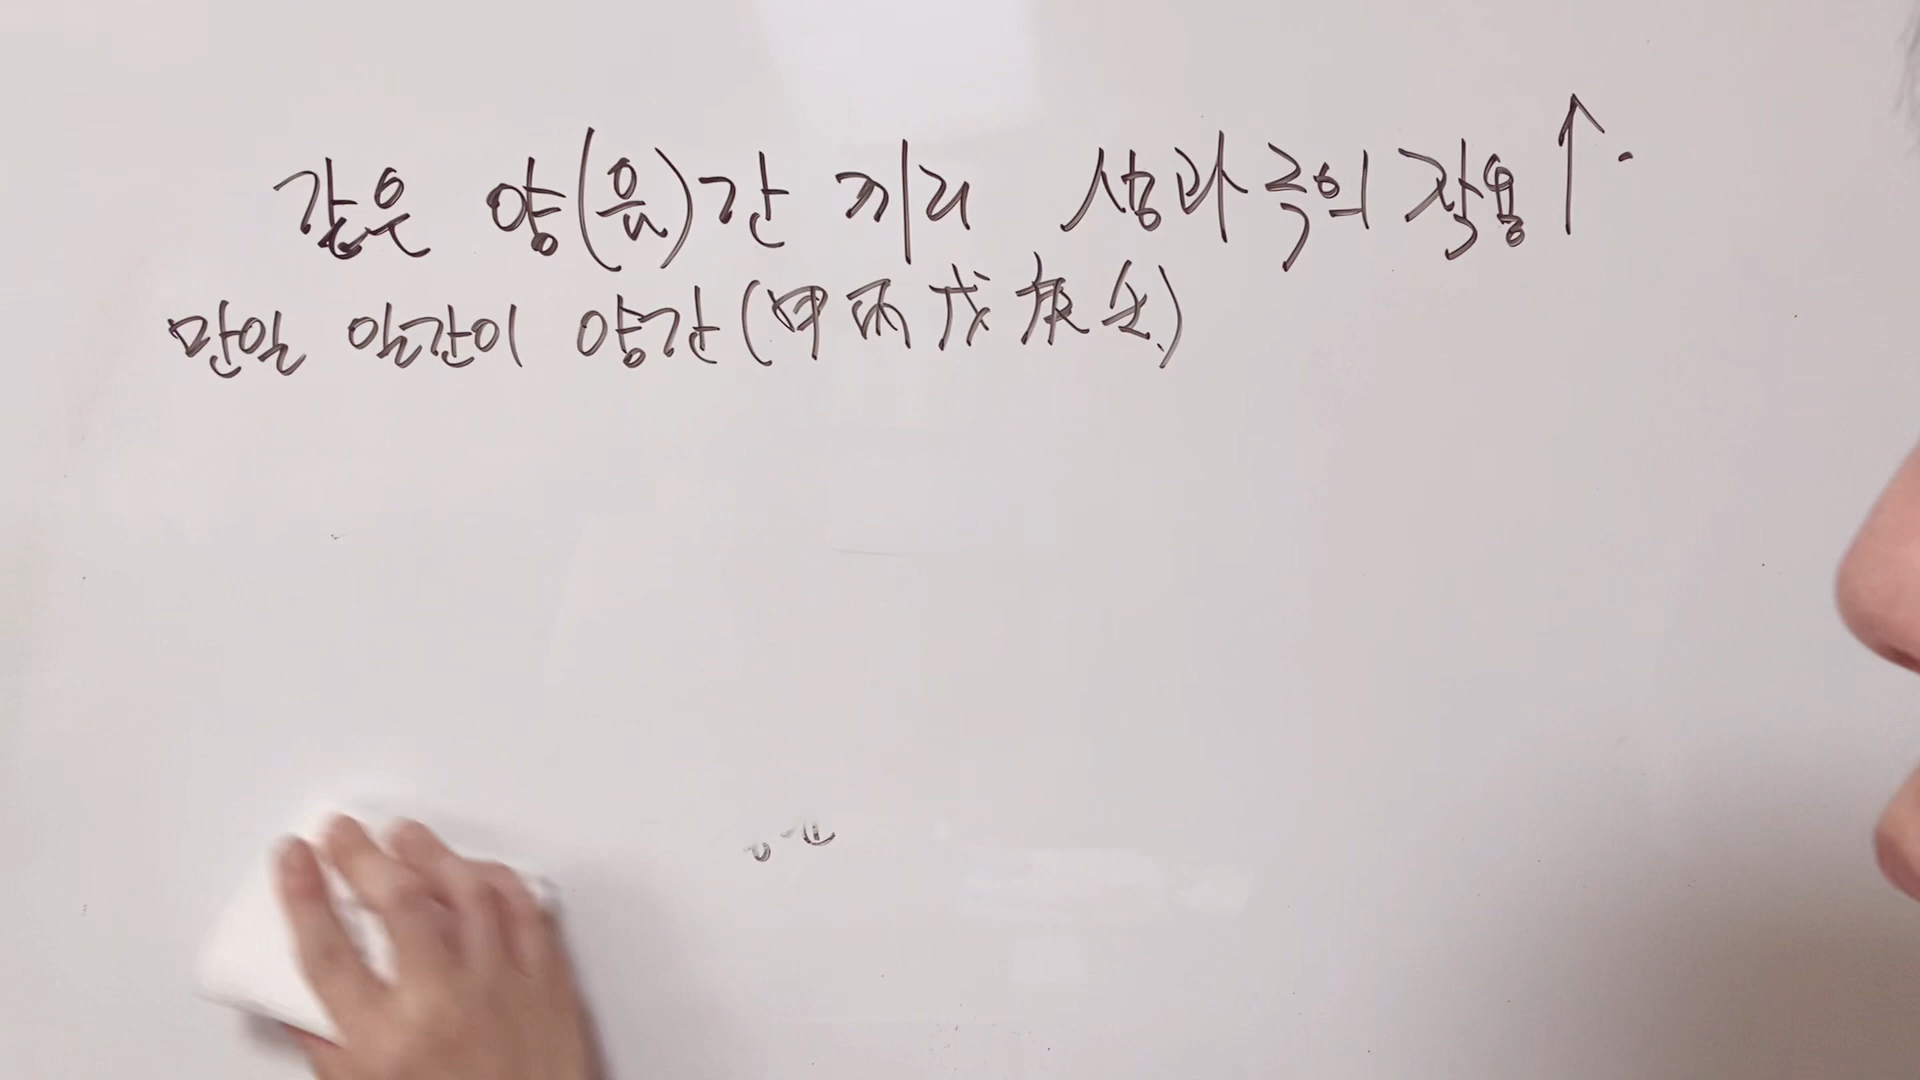 같은 양(음)간 끼리 생과 극의 작용↑.
만일 일간이 양간(甲丙戊庚壬)